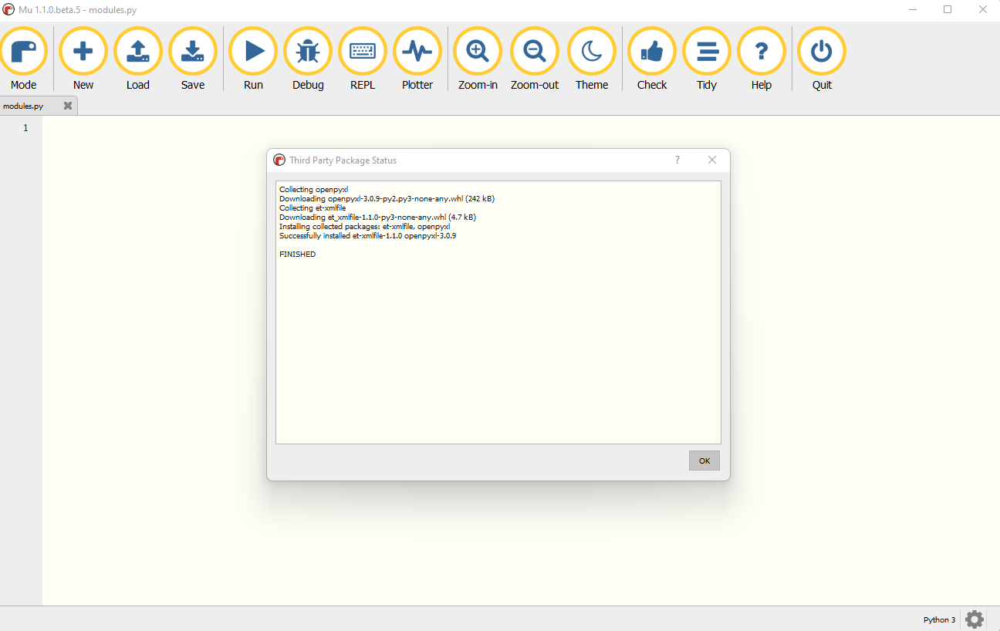 Mu 1.1.0.beta.5 - modules.py
Mode New Load Save Run Debug REPL Plotter Zoom-in Zoom-out Theme Check Tidy Help Quit
modules.py
1
Third Party Package Status
Collecting openpyxl
Downloading openpyxl-3.0.9-py2.py3-none-any.whl (242 kB)
Collecting et-xmlfile
Downloading et_xmlfile-1.1.0-py3-none-any.whl (4.7 kB)
Installing collected packages: et-xmlfile, openpyxl
Successfully installed et-xmlfile-1.1.0 openpyxl-3.0.9
FINISHED
OK
Python 3